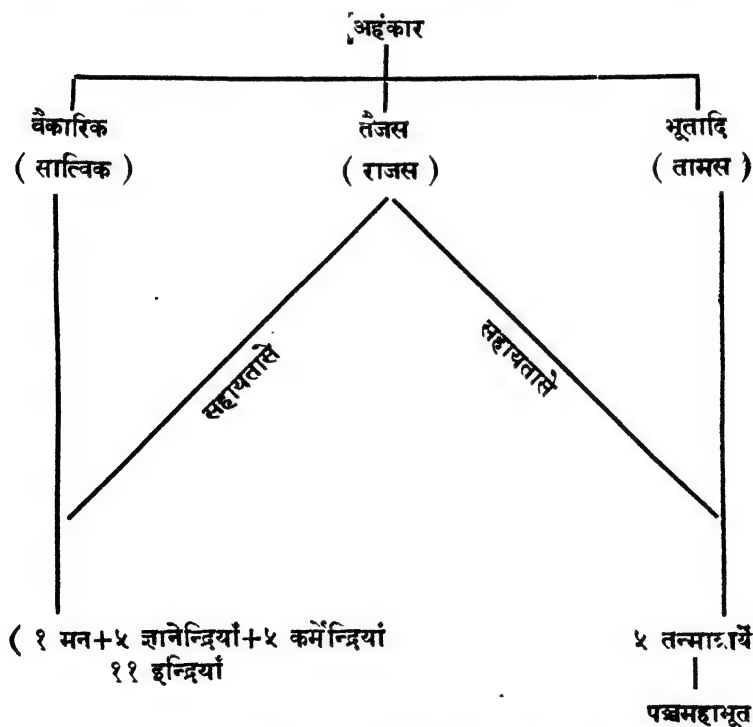 [अहंकार
वैकारिक तैजस भूतादि
( सात्विक ) ( राजस ) ( तामस )
सहायतासे सहायतासे
( १ मन+५ ज्ञानेन्द्रियाँ+५ कर्मेन्द्रियां ५ तन्मात्रायें
११ इन्द्रियाँ
पञ्चमहाभूत